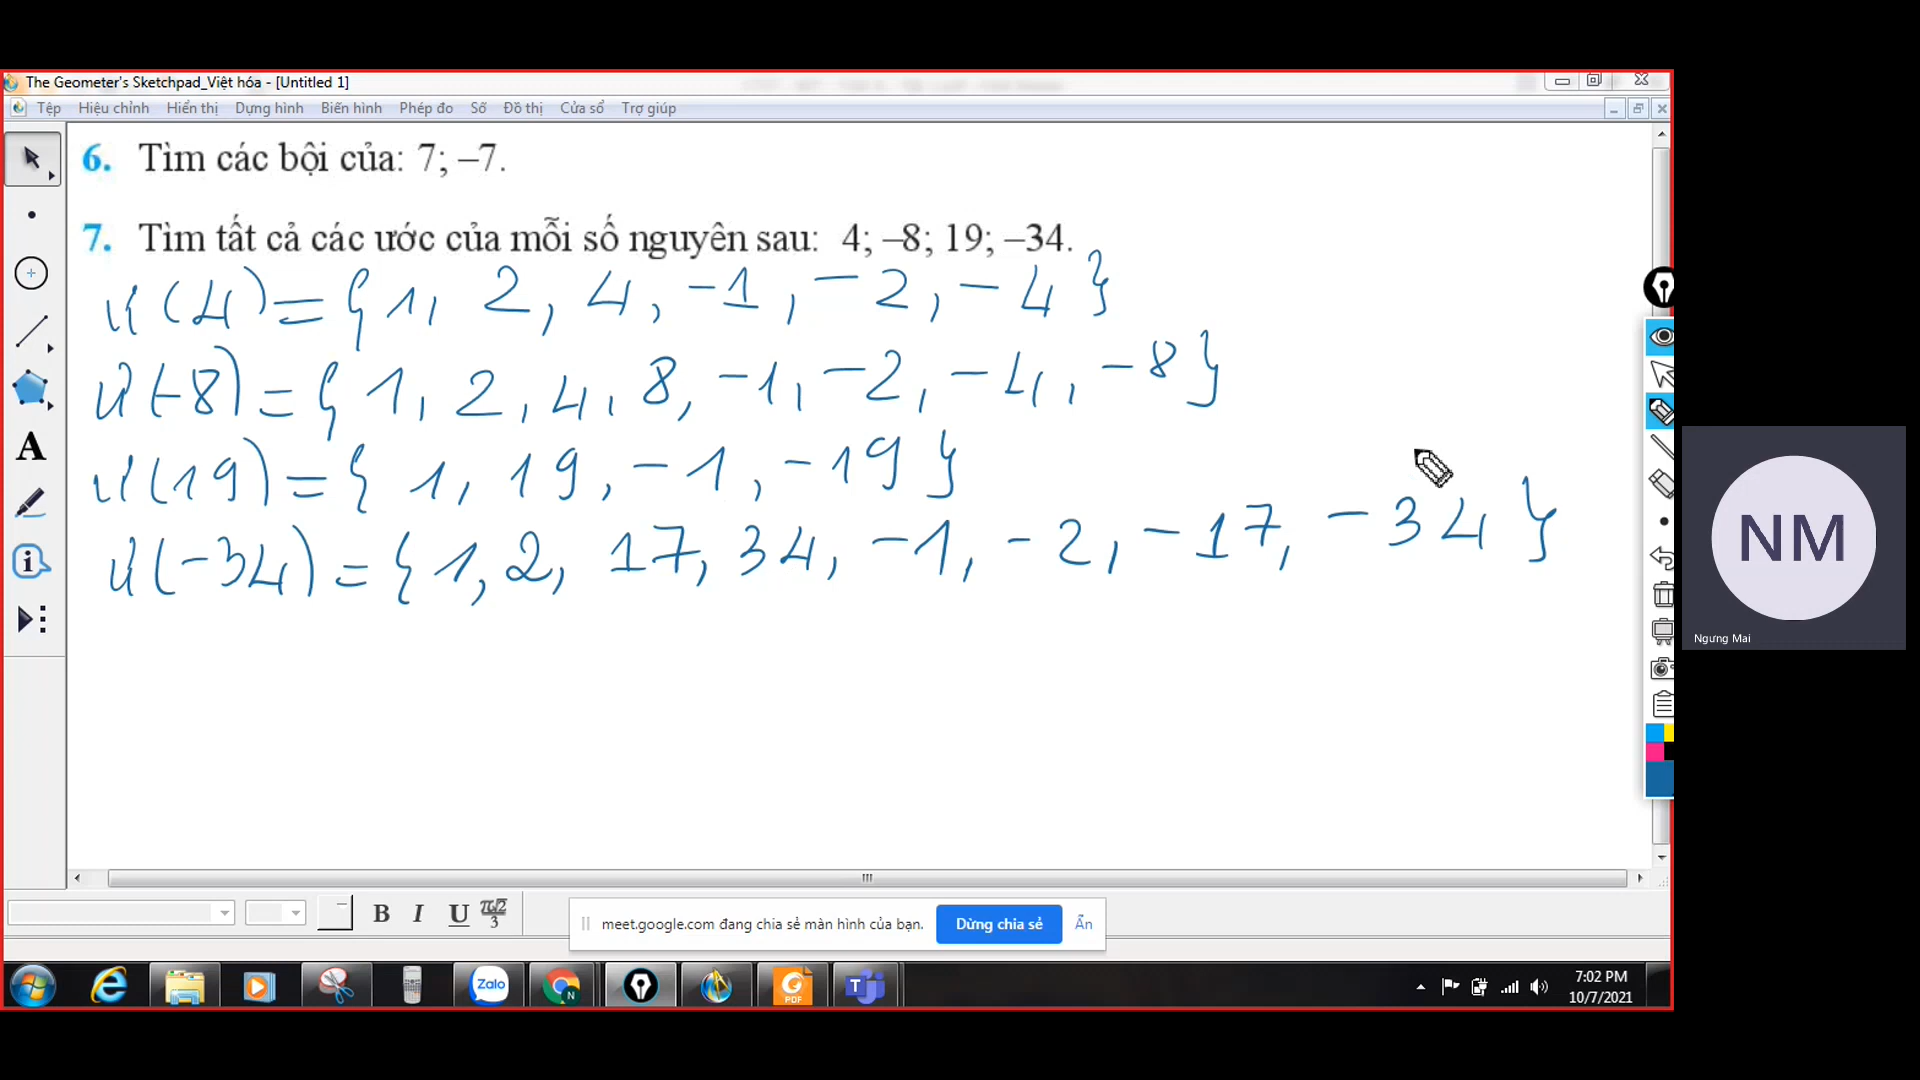 The Geometer's Sketchpad_Việt hóa - [Untitled 1]
Tệp Hiệu chỉnh Hiển thị Dựng hình Biến hình Phép đo Số Đồ thị Cửa sổ Trợ giúp
6. Tìm các bội của: 7; –7.
7. Tìm tất cả các ước của mỗi số nguyên sau: 4; –8; 19; –34.
Ư(4) = { 1, 2, 4, -1, -2, -4 }
Ư(-8) = { 1, 2, 4, 8, -1, -2, -4, -8 }
Ư(19) = { 1, 19, -1, -19 }
Ư(-34) = { 1, 2, 17, 34, -1, -2, -17, -34 }
A
NM
Ngưng Mai
B I U π√2/3
meet.google.com đang chia sẻ màn hình của bạn. Dừng chia sẻ Ẩn
Zalo
N
PDF
7:02 PM
10/7/2021